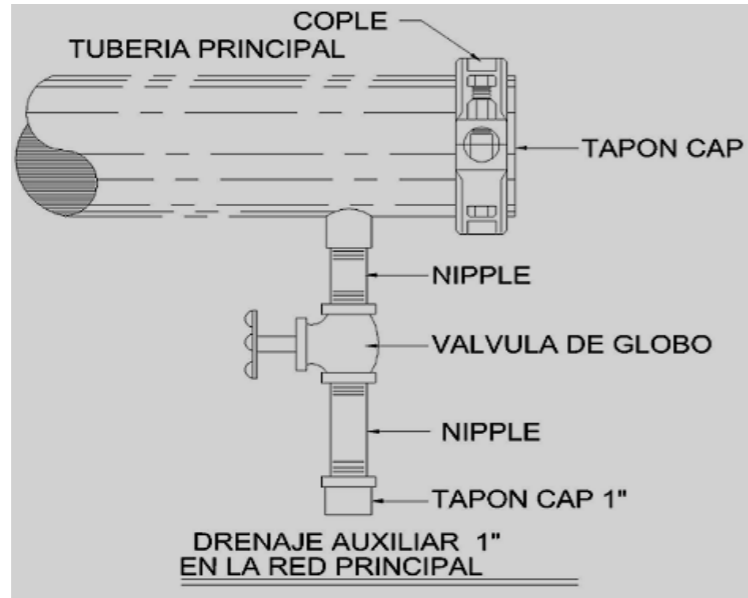 COPLE
TUBERIA PRINCIPAL
TAPON CAP
NIPPLE
VALVULA DE GLOBO
NIPPLE
TAPON CAP 1"
DRENAJE AUXILIAR 1"
EN LA RED PRINCIPAL